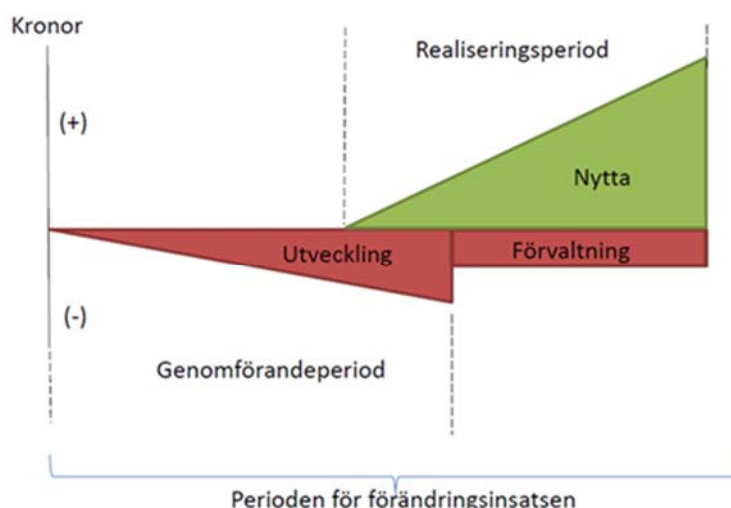 Kronor
Realiseringsperiod
(+)
Nytta
Utveckling
Förvaltning
(-)
Genomförandeperiod
Perioden för förändringsinsatsen